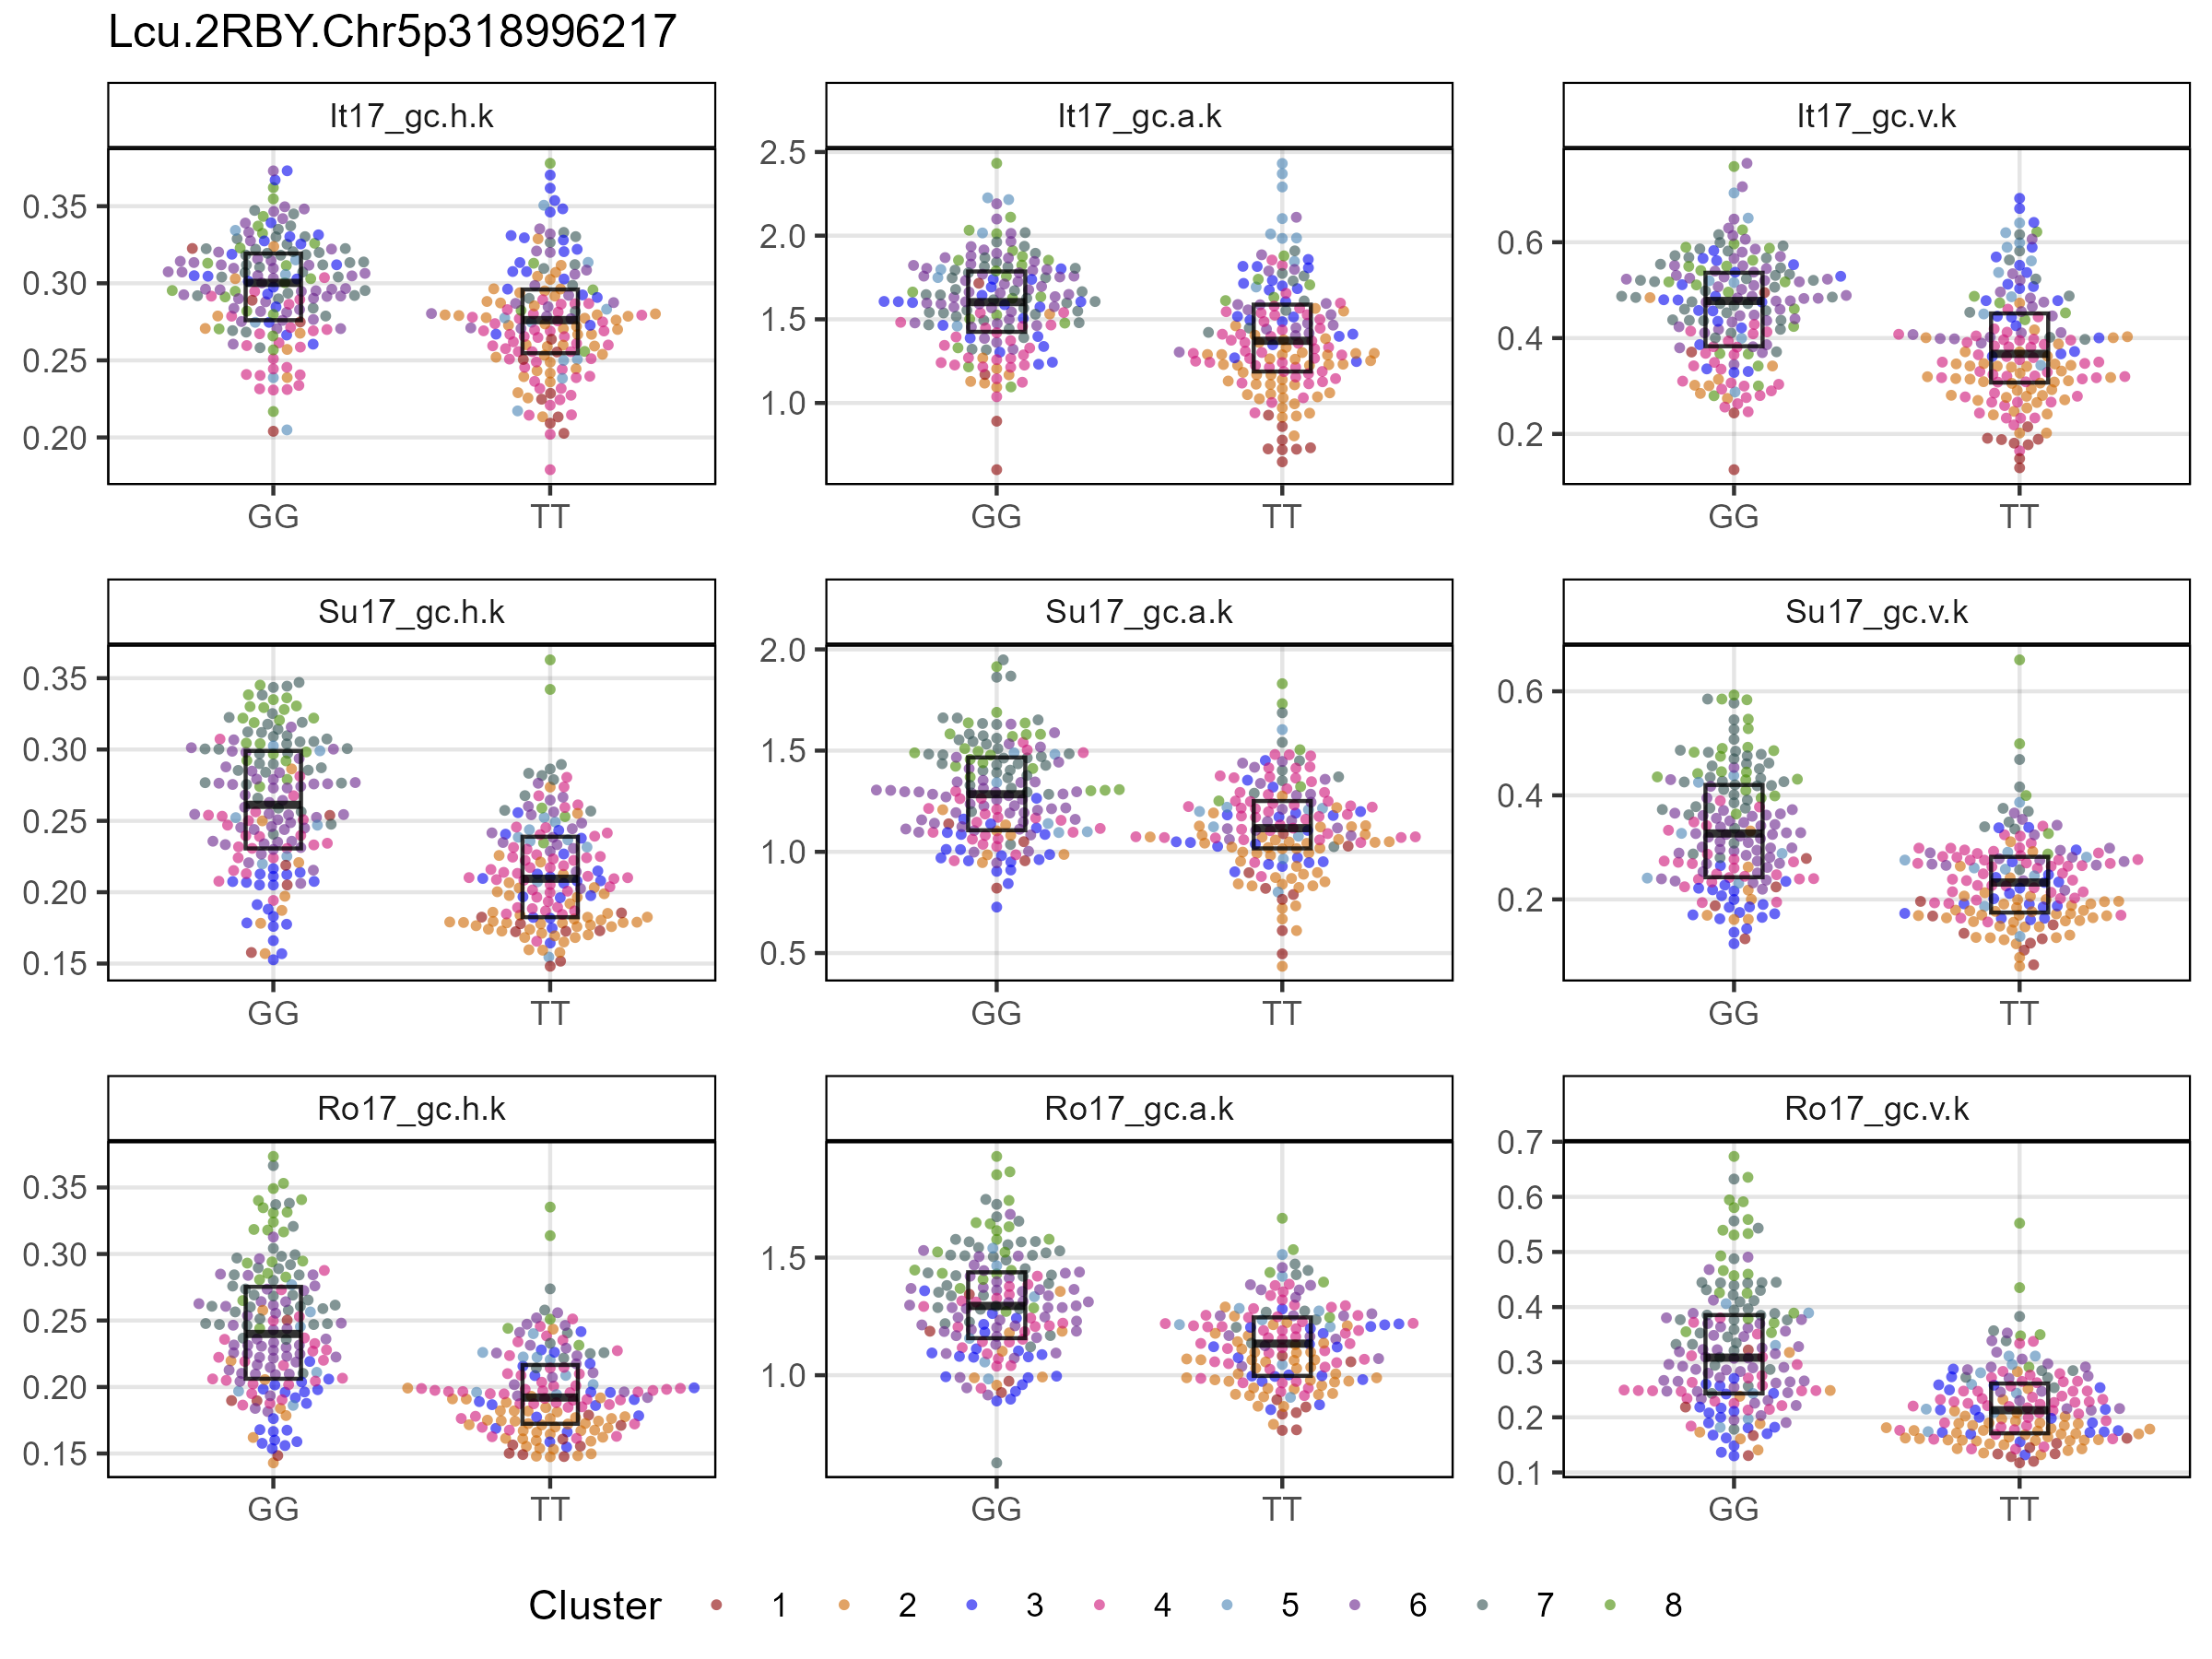 Lcu.2RBY.Chr5p318996217
It17_gc.h.k
It17_gc.a.k
It17_gc.v.k
0.35
0.30
0.25
0.20
GG
TT
2.5
2.0
1.5
1.0
GG
TT
0.6
0.4
0.2
GG
TT
Su17_gc.h.k
Su17_gc.a.k
Su17_gc.v.k
0.35
0.30
0.25
0.20
0.15
GG
TT
2.0
1.5
1.0
0.5
GG
TT
0.6
0.4
0.2
GG
TT
Ro17_gc.h.k
Ro17_gc.a.k
Ro17_gc.v.k
0.35
0.30
0.25
0.20
0.15
GG
TT
1.5
1.0
GG
TT
0.7
0.6
0.5
0.4
0.3
0.2
0.1
GG
TT
Cluster 1 2 3 4 5 6 7 8